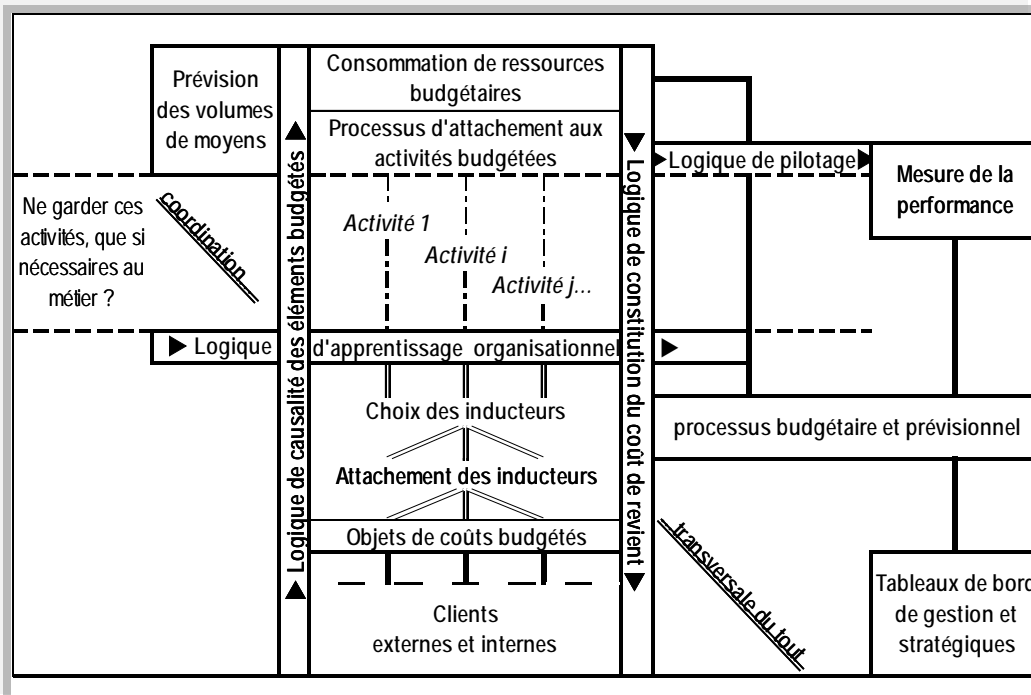 Prévision
des volumes
de moyens
Consommation de ressources
budgétaires
Processus d'attachement aux
activités budgétées
Logique de pilotage
Mesure de la
performance
Ne garder ces
activités, que si
nécessaires au
métier ?
coordination
Logique de causalité des éléments budgétés
Activité 1
Activité i
Activité j...
Logique de constitution du coût de revient
Logique d'apprentissage organisationnel
Choix des inducteurs
processus budgétaire et prévisionnel
Attachement des inducteurs
Objets de coûts budgétés
transversale du tout
Clients
externes et internes
Tableaux de bord
de gestion et
stratégiques